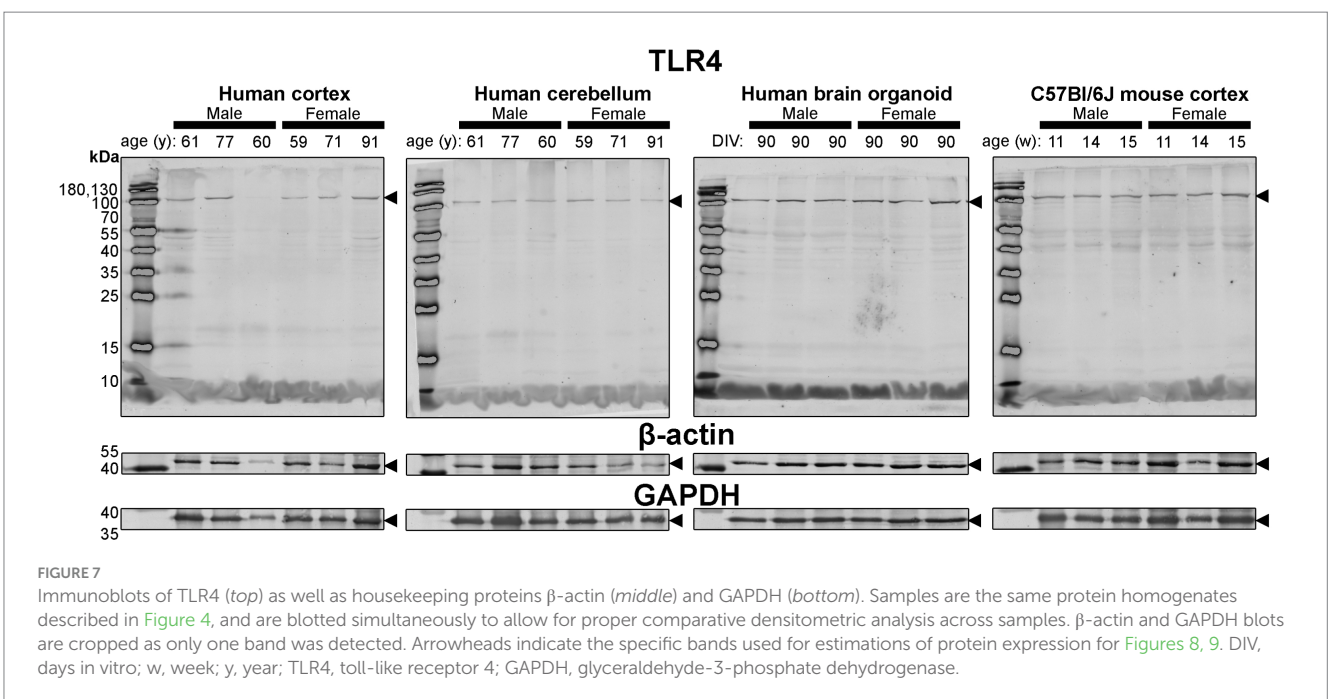 TLR4
Human cortex
Human cerebellum
Human brain organoid
C57Bl/6J mouse cortex
Male Female
Male Female
Male Female
Male Female
age (y): 61 77 60 59 71 91
age (y): 61 77 60 59 71 91
DIV: 90 90 90 90 90 90
age (w): 11 14 15 11 14 15
kDa
180,130
100
70
55
40
35
25
15
10
β-actin
55
40
GAPDH
40
35
FIGURE 7
Immunoblots of TLR4 (top) as well as housekeeping proteins β-actin (middle) and GAPDH (bottom). Samples are the same protein homogenates
described in Figure 4, and are blotted simultaneously to allow for proper comparative densitometric analysis across samples. β-actin and GAPDH blots
are cropped as only one band was detected. Arrowheads indicate the specific bands used for estimations of protein expression for Figures 8, 9. DIV,
days in vitro; w, week; y, year; TLR4, toll-like receptor 4; GAPDH, glyceraldehyde-3-phosphate dehydrogenase.